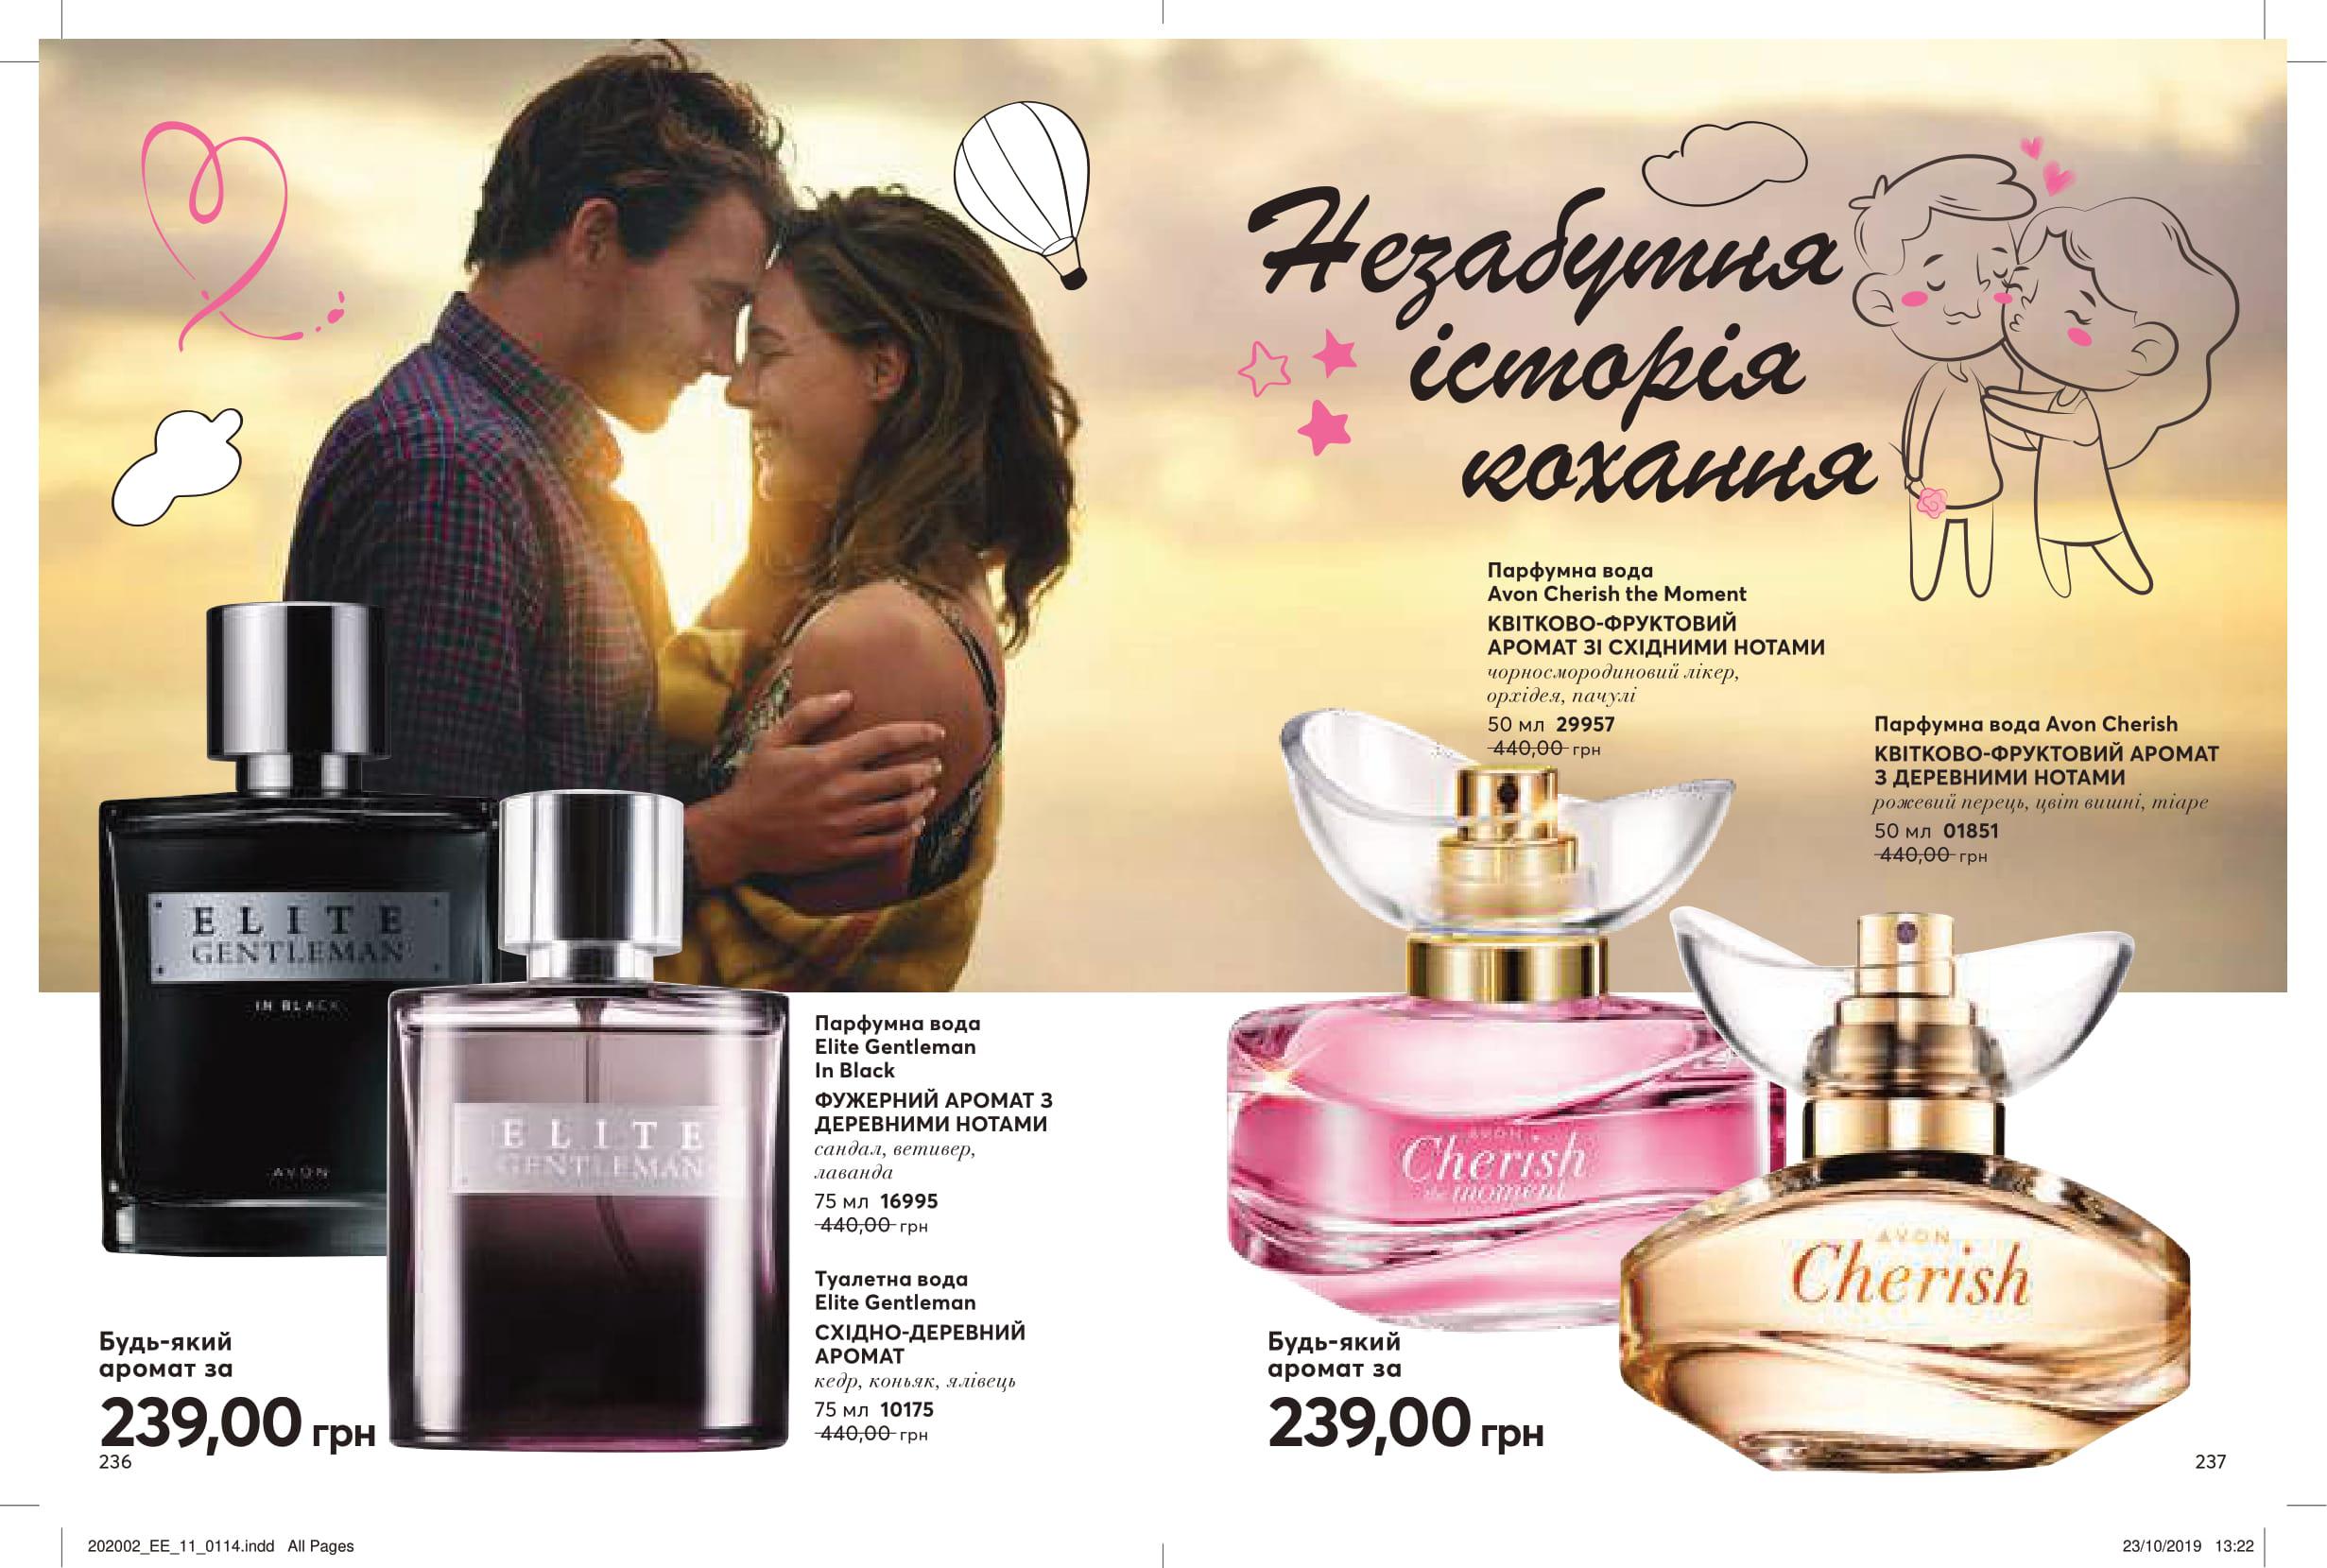 Незабутня
історія
кохання
ELITE
GENTLEMAN
IN BLACK
AVON
ELITE
GENTLEMAN
Парфумна вода
Elite Gentleman
In Black
ФУЖЕРНИЙ АРОМАТ З
ДЕРЕВНИМИ НОТАМИ
сандал, ветивер,
лаванда
75 мл 16995
440,00 грн
Туалетна вода
Elite Gentleman
СХІДНО-ДЕРЕВНИЙ
АРОМАТ
кедр, коньяк, ялівець
75 мл 10175
440,00 грн
Будь-який
аромат за
239,00 грн
236
Парфумна вода
Avon Cherish the Moment
КВІТКОВО-ФРУКТОВИЙ
АРОМАТ ЗІ СХІДНИМИ НОТАМИ
чорносмородиновий лікер,
орхідея, пачулі
50 мл 29957
440,00 грн
Парфумна вода Avon Cherish
КВІТКОВО-ФРУКТОВИЙ АРОМАТ
З ДЕРЕВНИМИ НОТАМИ
рожевий перець, цвіт вишні, тіаре
50 мл 01851
440,00 грн
AVON
Cherish
the moment
AVON
Cherish
Будь-який
аромат за
239,00 грн
237
202002_EE_11_0114.indd All Pages
23/10/2019 13:22